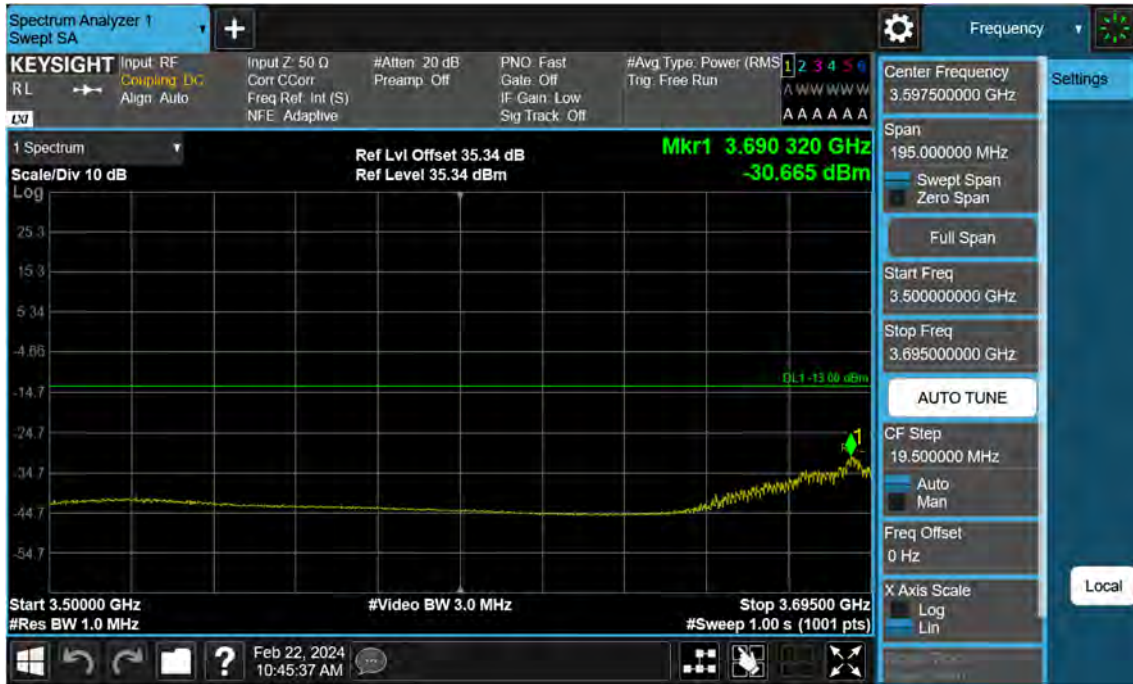 Spectrum Analyzer 1
Swept SA
Frequency
KEYSIGHT
RL
LXI
Input: RF
Coupling: DC
Align: Auto
Input Z: 50 Ω
Corr CCorr
Freq Ref: Int (S)
NFE: Adaptive
#Atten: 20 dB
Preamp: Off
PNO: Fast
Gate: Off
IF Gain: Low
Sig Track: Off
#Avg Type: Power (RMS
Trig: Free Run
1 2 3 4 5 6
A W W W W W
A A A A A A
Center Frequency
3.597500000 GHz
Settings
1 Spectrum
Scale/Div 10 dB
Ref Lvl Offset 35.34 dB
Ref Level 35.34 dBm
Mkr1 3.690 320 GHz
-30.665 dBm
Span
195.000000 MHz
Swept Span
Zero Span
Full Span
Start Freq
3.500000000 GHz
Stop Freq
3.695000000 GHz
AUTO TUNE
CF Step
19.500000 MHz
Auto
Man
Freq Offset
0 Hz
X Axis Scale
Log
Lin
Local
Log
25.3
15.3
5.34
-4.66
-14.7
-24.7
-34.7
-44.7
-54.7
DL1 -13.00 dBm
1
Start 3.50000 GHz
#Video BW 3.0 MHz
Stop 3.69500 GHz
#Res BW 1.0 MHz
#Sweep 1.00 s (1001 pts)
?
Feb 22, 2024
10:45:37 AM